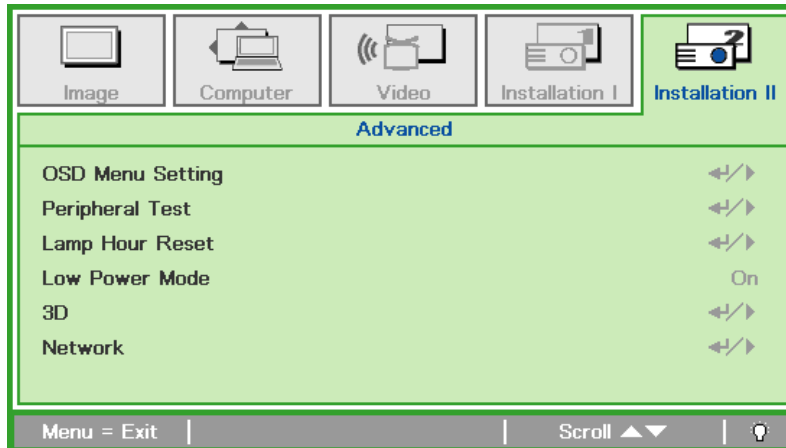 Image Computer Video Installation I Installation II
Advanced
OSD Menu Setting
Peripheral Test
Lamp Hour Reset
Low Power Mode On
3D
Network
Menu = Exit Scroll ▲▼